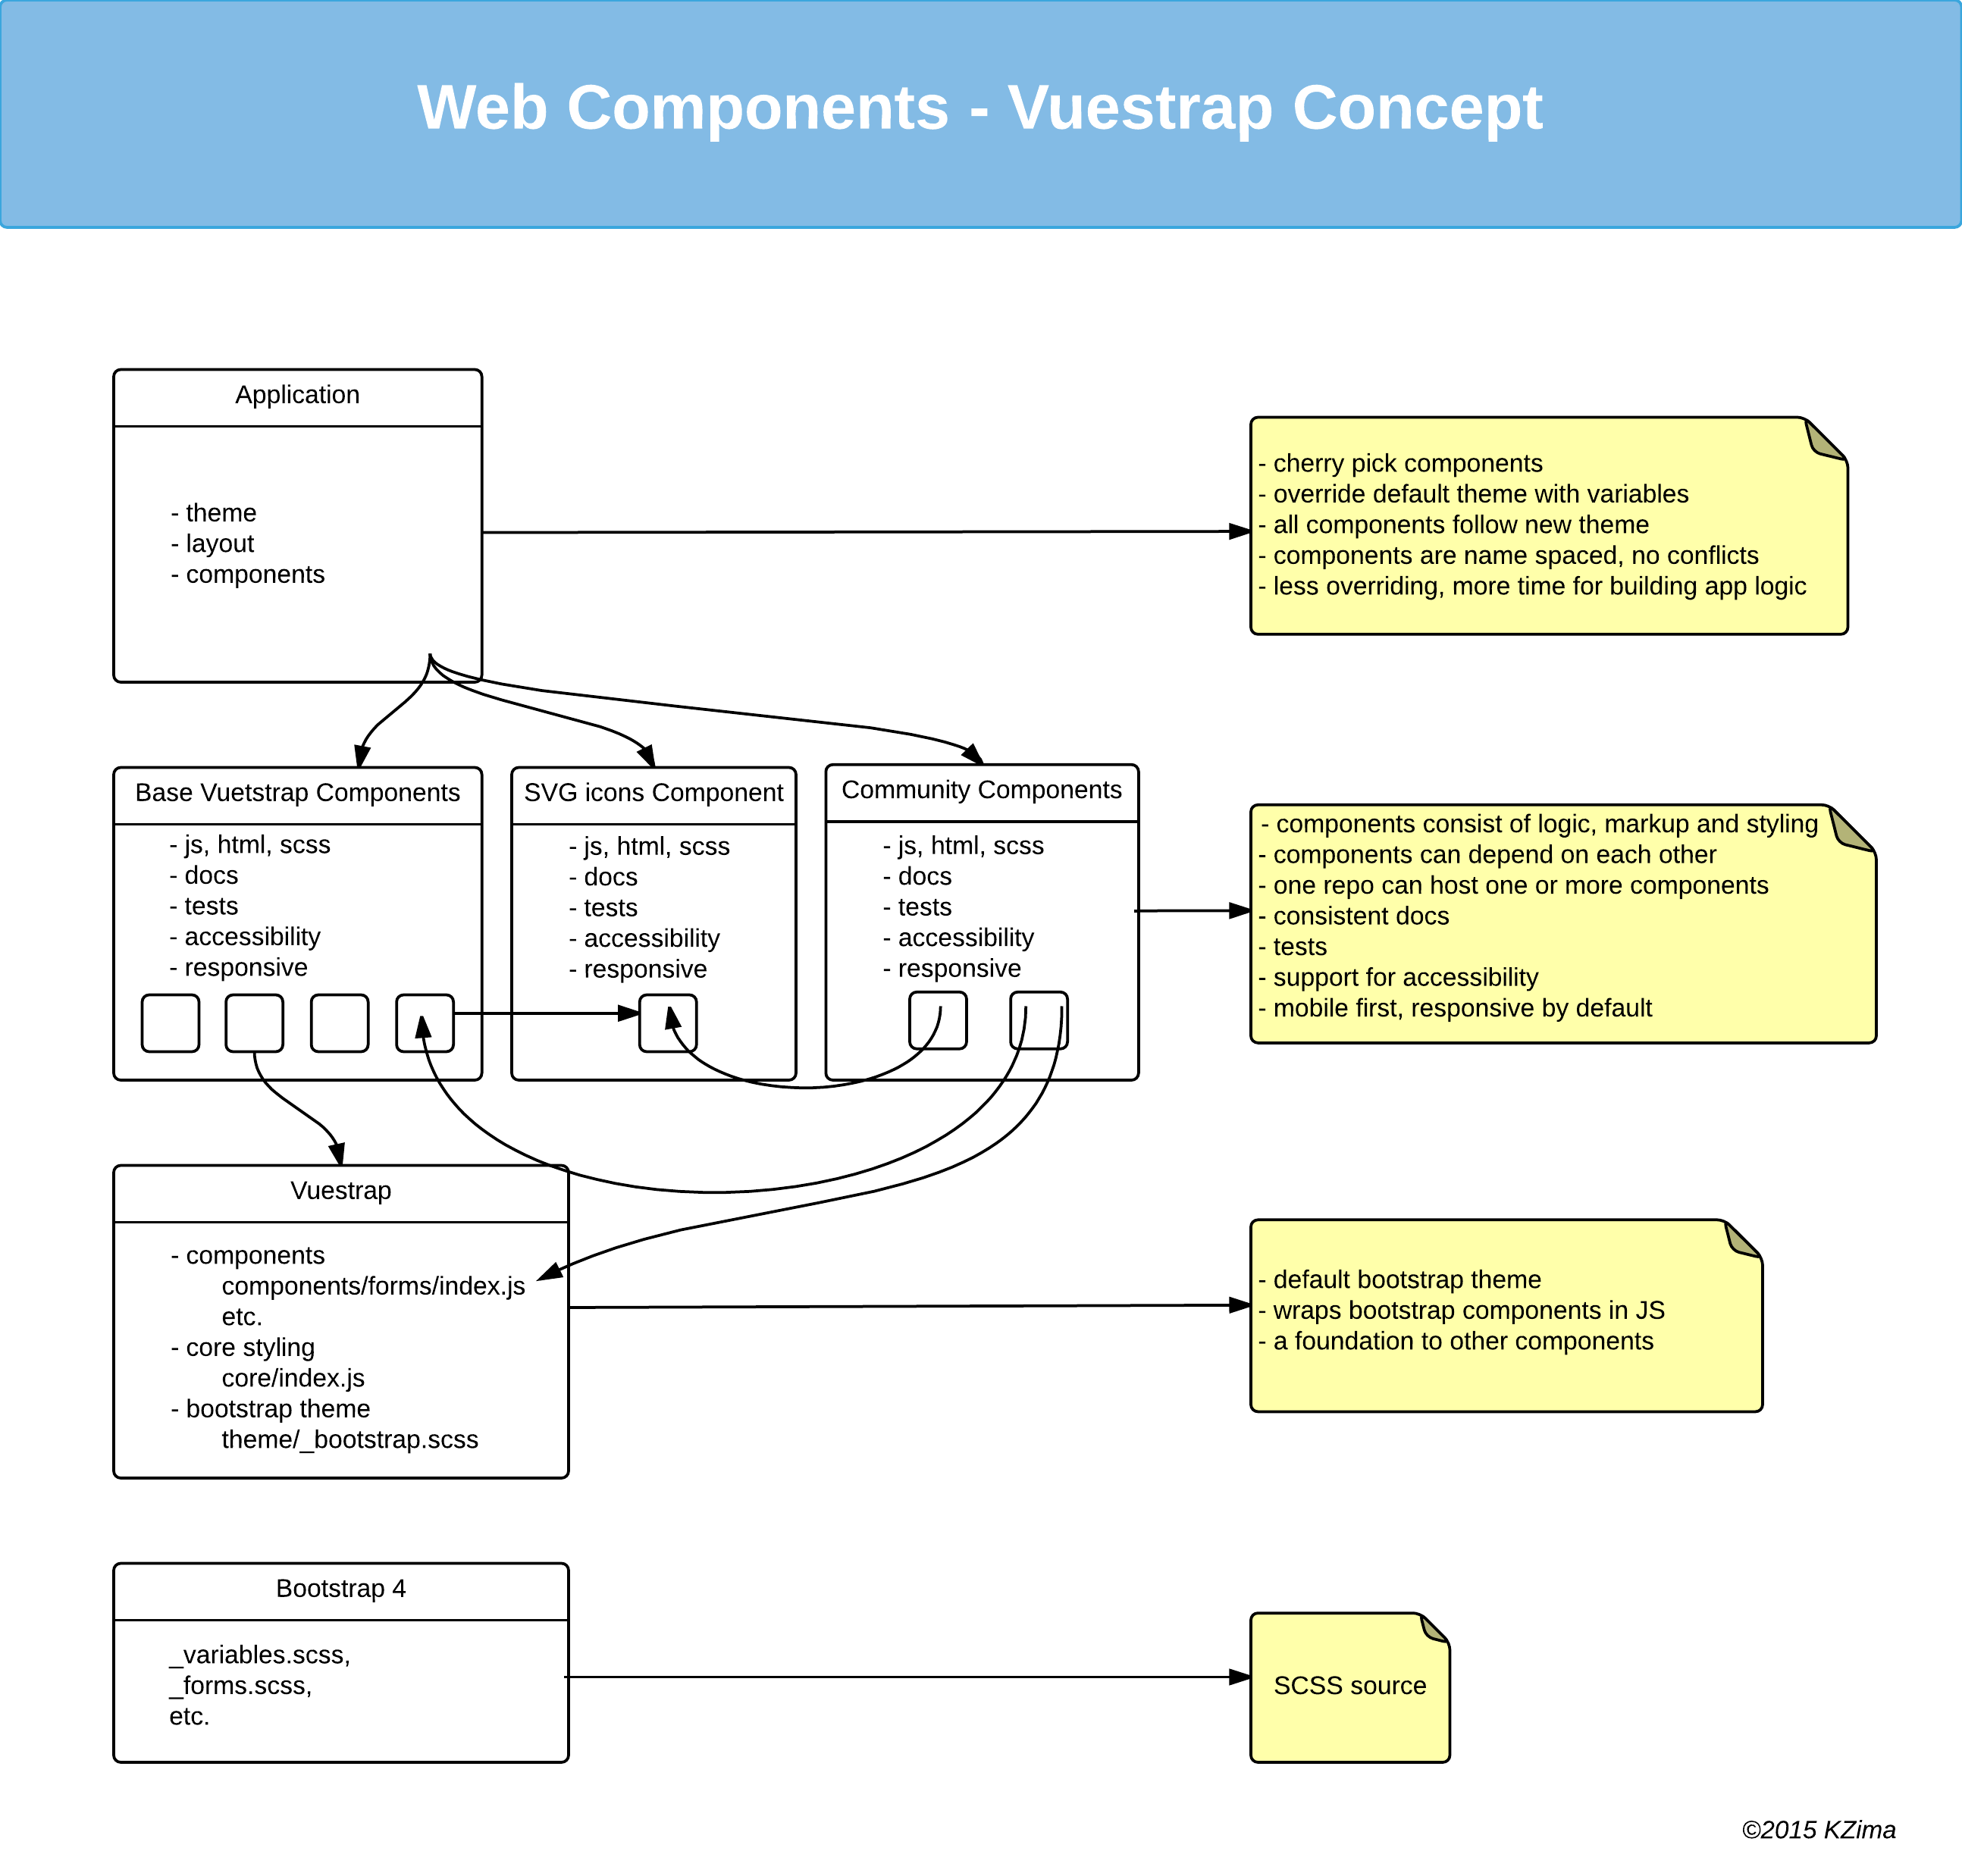 Web Components - Vuestrap Concept
Application
- theme
- layout
- components
- cherry pick components
- override default theme with variables
- all components follow new theme
- components are name spaced, no conflicts
- less overriding, more time for building app logic
Base Vuetstrap Components
- js, html, scss
- docs
- tests
- accessibility
- responsive
SVG icons Component
- js, html, scss
- docs
- tests
- accessibility
- responsive
Community Components
- js, html, scss
- docs
- tests
- accessibility
- responsive
- components consist of logic, markup and styling
- components can depend on each other
- one repo can host one or more components
- consistent docs
- tests
- support for accessibility
- mobile first, responsive by default
Vuestrap
- components
components/forms/index.js
etc.
- core styling
core/index.js
- bootstrap theme
theme/_bootstrap.scss
- default bootstrap theme
- wraps bootstrap components in JS
- a foundation to other components
Bootstrap 4
_variables.scss,
_forms.scss,
etc.
SCSS source
©2015 KZima